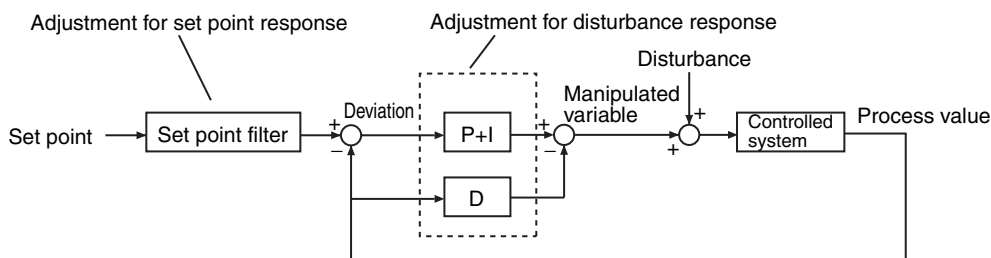 Adjustment for set point response
Adjustment for disturbance response
Disturbance
Set point
Set point filter
+
−
Deviation
P+I
D
+
−
Manipulated
variable
+
+
Controlled
system
Process value